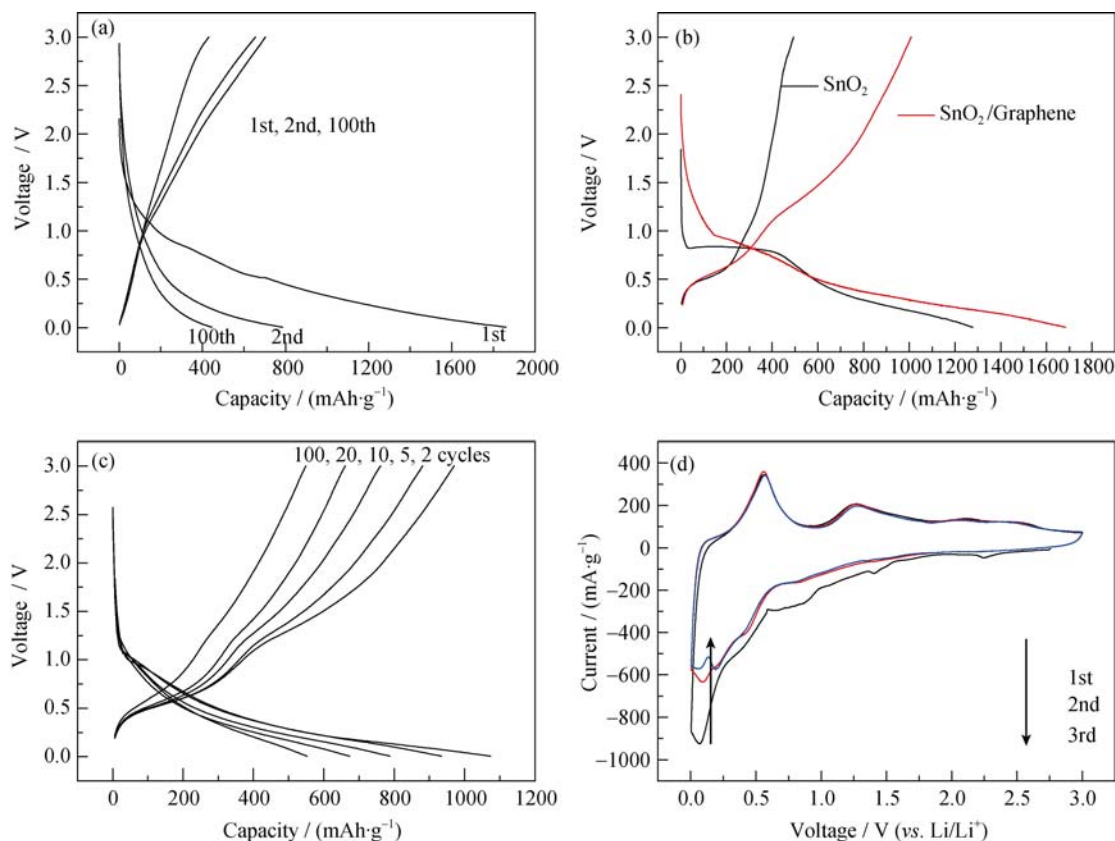 (a)
3.0
2.5
2.0
1.5
1.0
0.5
0.0
Voltage / V
1st, 2nd, 100th
100th
2nd
1st
0 400 800 1200 1600 2000
Capacity / (mAh·g⁻¹)
(b)
3.0
2.5
2.0
1.5
1.0
0.5
0.0
Voltage / V
SnO₂
SnO₂/Graphene
0 200 400 600 800 1000 1200 1400 1600 1800
Capacity / (mAh·g⁻¹)
(c)
100, 20, 10, 5, 2 cycles
3.0
2.5
2.0
1.5
1.0
0.5
0.0
Voltage / V
0 200 400 600 800 1000 1200
Capacity / (mAh·g⁻¹)
(d)
400
200
0
−200
−400
−600
−800
−1000
Current / (mA·g⁻¹)
1st
2nd
3rd
0.0 0.5 1.0 1.5 2.0 2.5 3.0
Voltage / V (vs. Li/Li⁺)